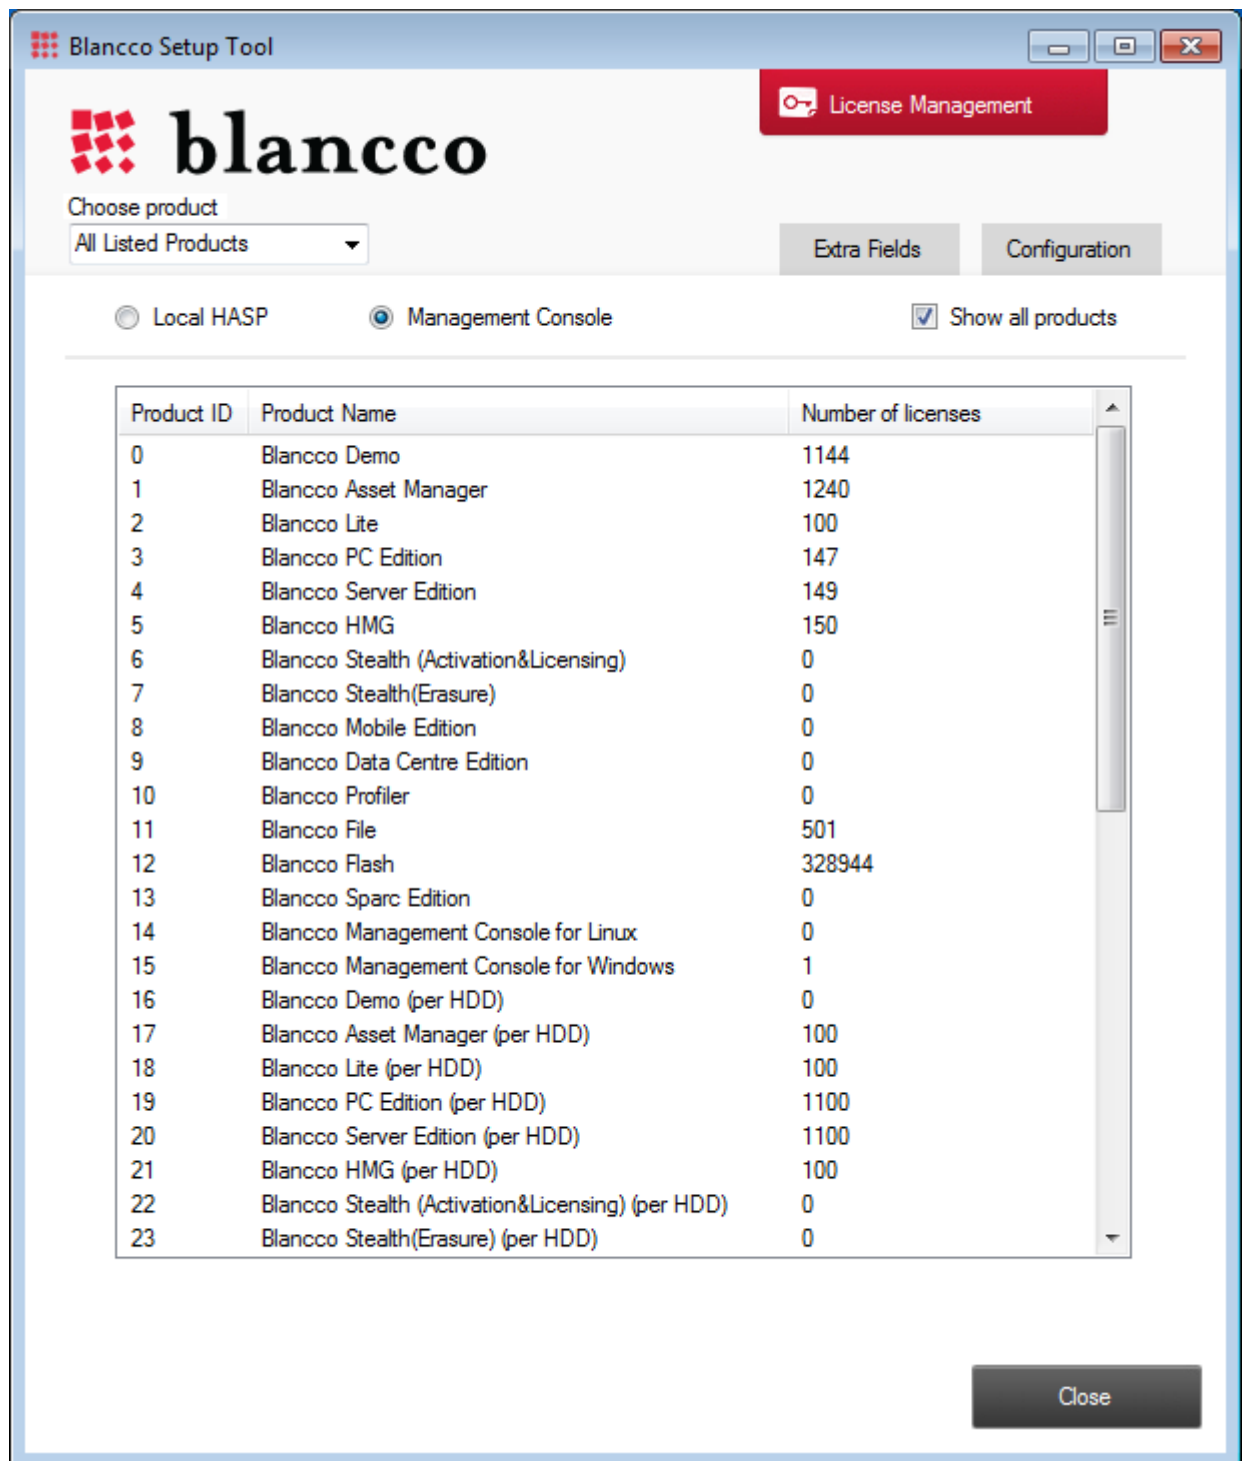 Blancco Setup Tool
License Management
blancco
Choose product
All Listed Products
Extra Fields Configuration
Local HASP Management Console Show all products
Product ID Product Name Number of licenses
0 Blancco Demo 1144
1 Blancco Asset Manager 1240
2 Blancco Lite 100
3 Blancco PC Edition 147
4 Blancco Server Edition 149
5 Blancco HMG 150
6 Blancco Stealth (Activation&Licensing) 0
7 Blancco Stealth(Erasure) 0
8 Blancco Mobile Edition 0
9 Blancco Data Centre Edition 0
10 Blancco Profiler 0
11 Blancco File 501
12 Blancco Flash 328944
13 Blancco Sparc Edition 0
14 Blancco Management Console for Linux 0
15 Blancco Management Console for Windows 1
16 Blancco Demo (per HDD) 0
17 Blancco Asset Manager (per HDD) 100
18 Blancco Lite (per HDD) 100
19 Blancco PC Edition (per HDD) 1100
20 Blancco Server Edition (per HDD) 1100
21 Blancco HMG (per HDD) 100
22 Blancco Stealth (Activation&Licensing) (per HDD) 0
23 Blancco Stealth(Erasure) (per HDD) 0
Close